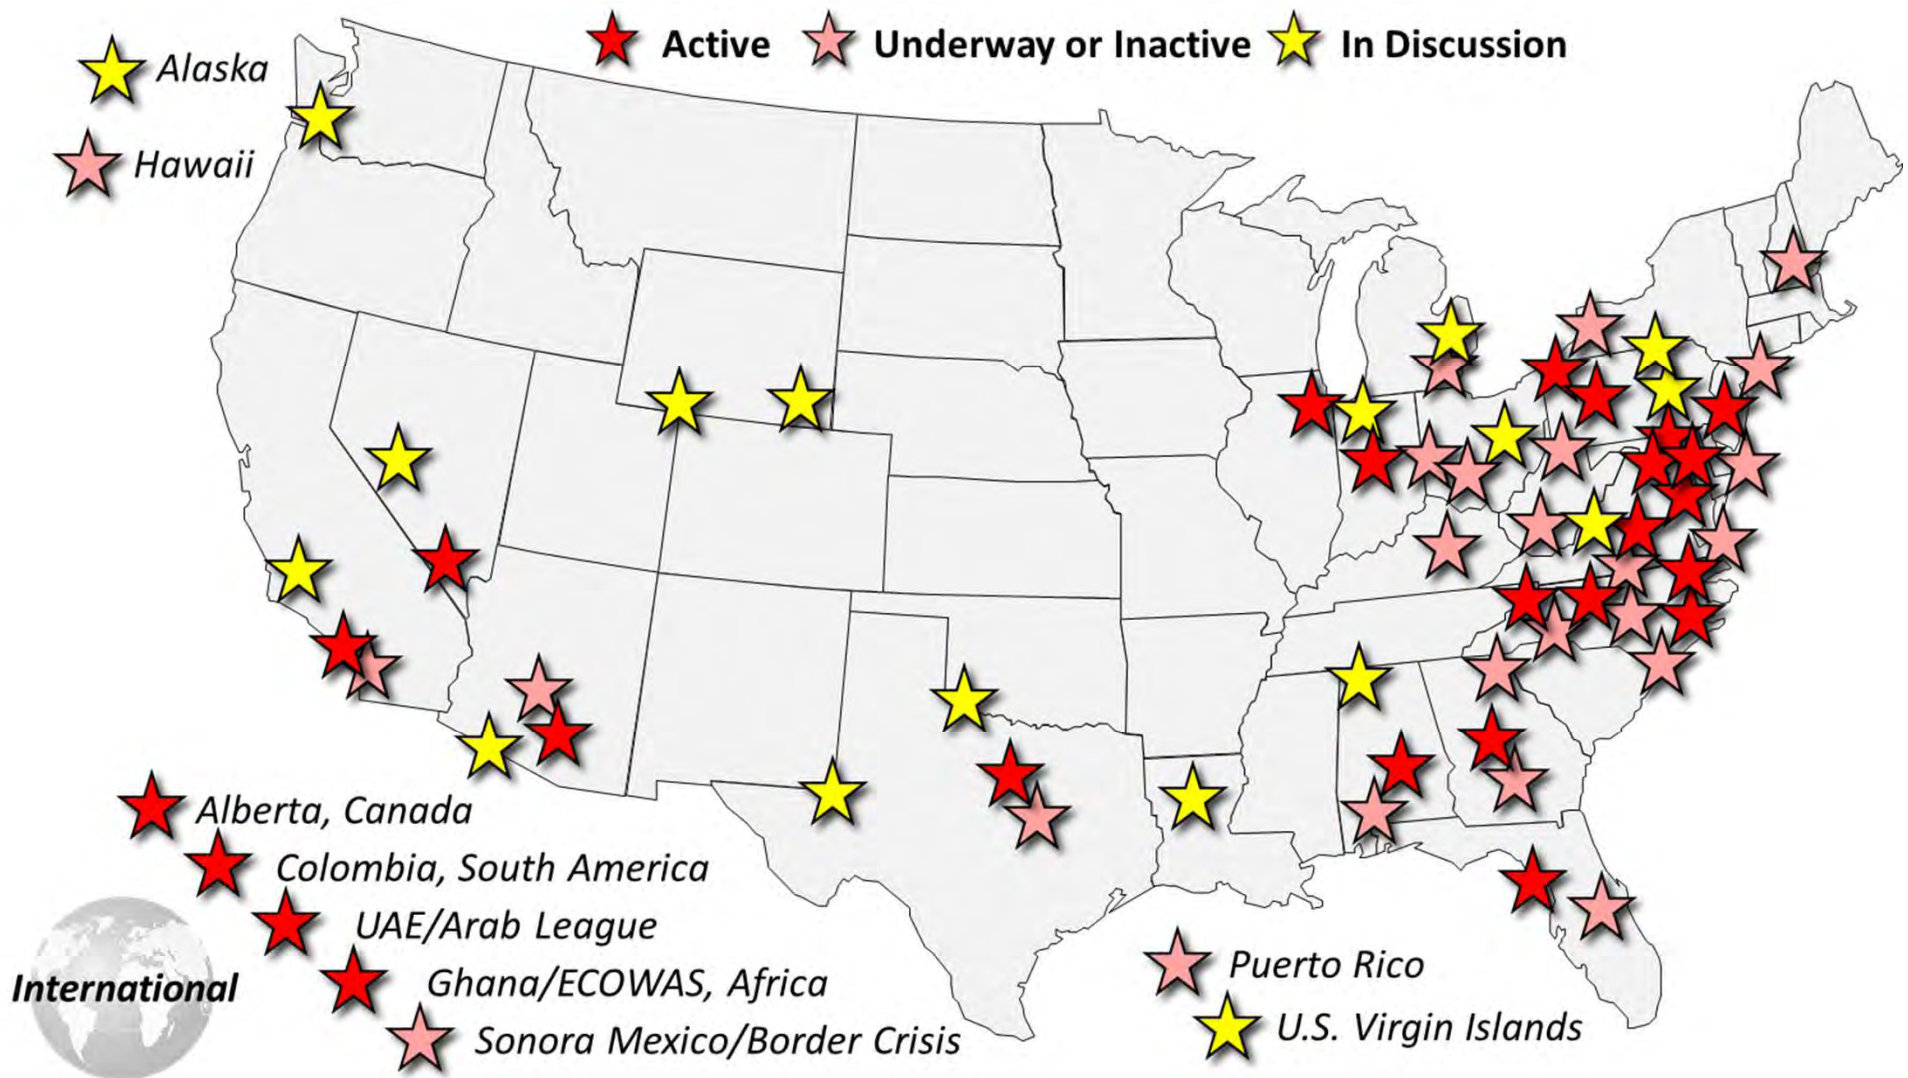 Active Underway or Inactive In Discussion
Alaska
Hawaii
Alberta, Canada
Colombia, South America
UAE/Arab League
International
Ghana/ECOWAS, Africa
Sonora Mexico/Border Crisis
Puerto Rico
U.S. Virgin Islands